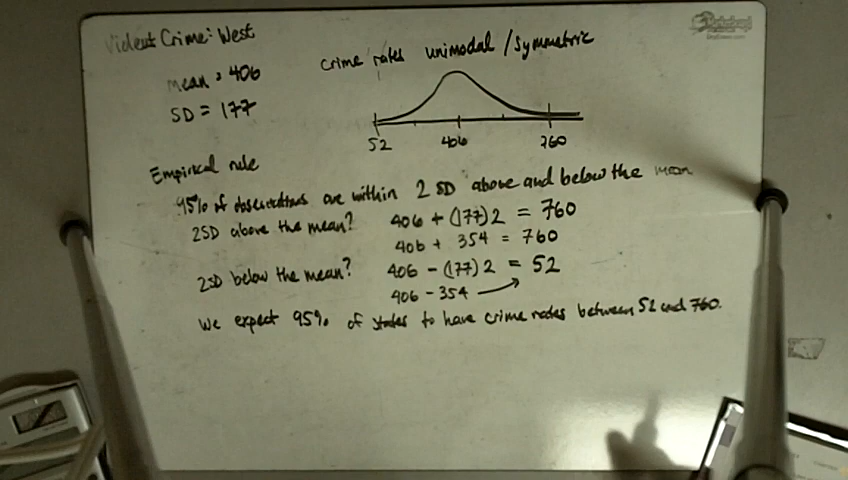 Violent Crime: West
crime rates unimodal/symmetric
mean = 406
SD = 177
52 406 760
Empirical rule
95% of observations are within 2 SD above and below the mean
2SD above the mean? 406 + (177)2 = 760
406 + 354 = 760
2SD below the mean? 406 - (177)2 = 52
406 - 354
We expect 95% of states to have crime rates between 52 and 760.